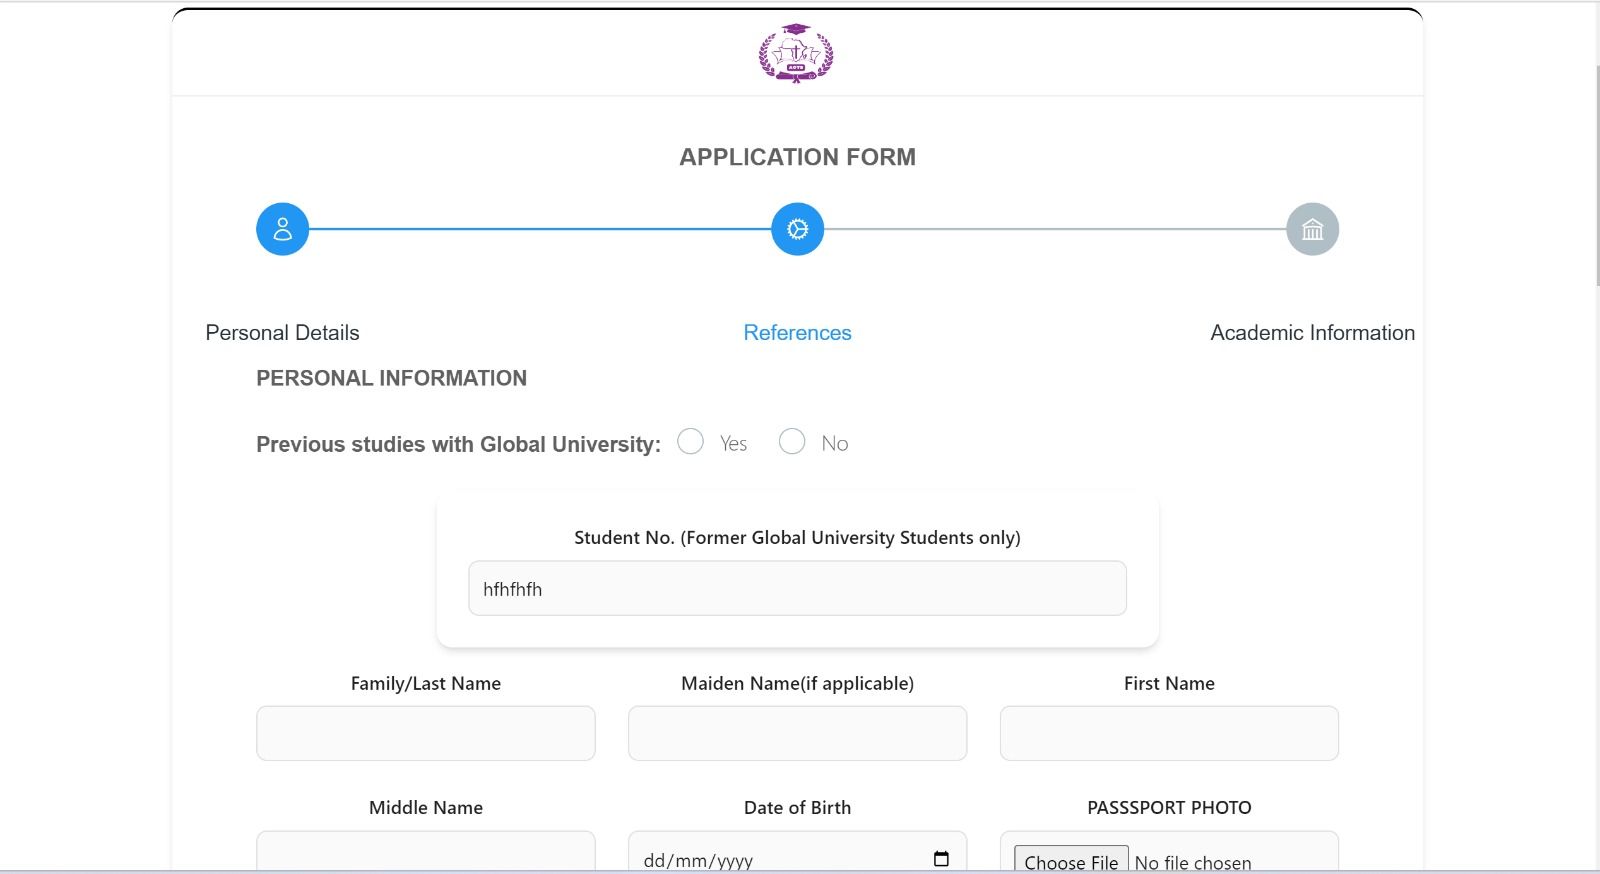 AGTS
APPLICATION FORM
Personal Details References Academic Information
PERSONAL INFORMATION
Previous studies with Global University: Yes No
Student No. (Former Global University Students only)
hfhfhfh
Family/Last Name Maiden Name(if applicable) First Name
Middle Name Date of Birth PASSSPORT PHOTO
dd/mm/yyyy Choose File No file chosen